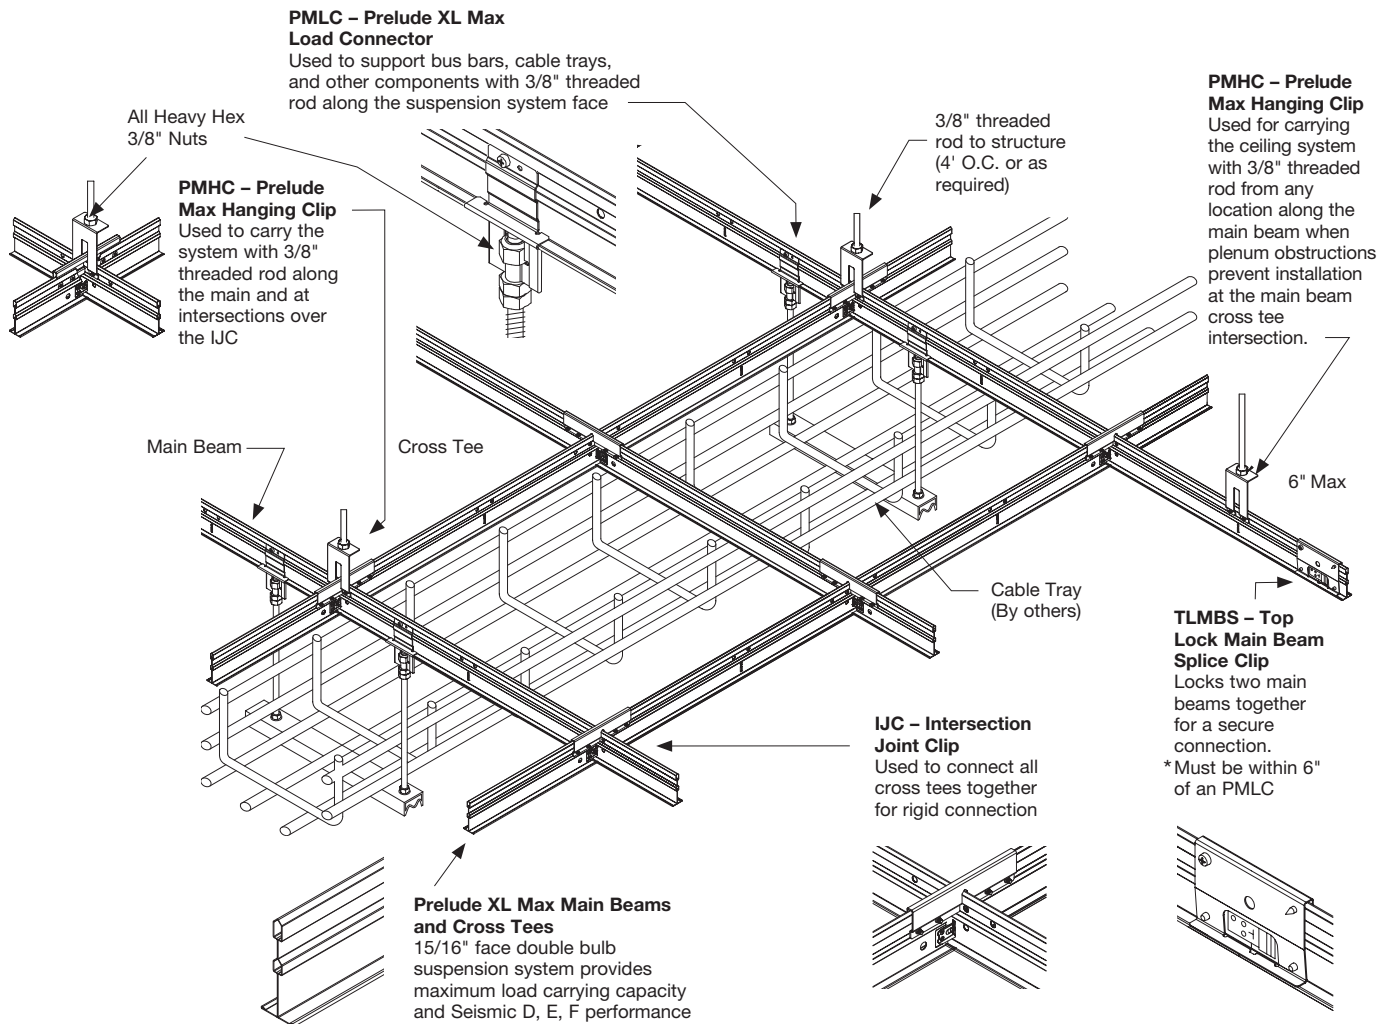 PMLC – Prelude XL Max
Load Connector
Used to support bus bars, cable trays,
and other components with 3/8" threaded
rod along the suspension system face
All Heavy Hex
3/8" Nuts
PMHC – Prelude
Max Hanging Clip
Used to carry the
system with 3/8"
threaded rod along
the main and at
intersections over
the IJC
3/8" threaded
rod to structure
(4' O.C. or as
required)
PMHC – Prelude
Max Hanging Clip
Used for carrying
the ceiling system
with 3/8" threaded
rod from any
location along the
main beam when
plenum obstructions
prevent installation
at the main beam
cross tee
intersection.
Main Beam
Cross Tee
6" Max
Cable Tray
(By others)
TLMBS – Top
Lock Main Beam
Splice Clip
Locks two main
beams together
for a secure
connection.
*Must be within 6"
of an PMLC
IJC – Intersection
Joint Clip
Used to connect all
cross tees together
for rigid connection
Prelude XL Max Main Beams
and Cross Tees
15/16" face double bulb
suspension system provides
maximum load carrying capacity
and Seismic D, E, F performance